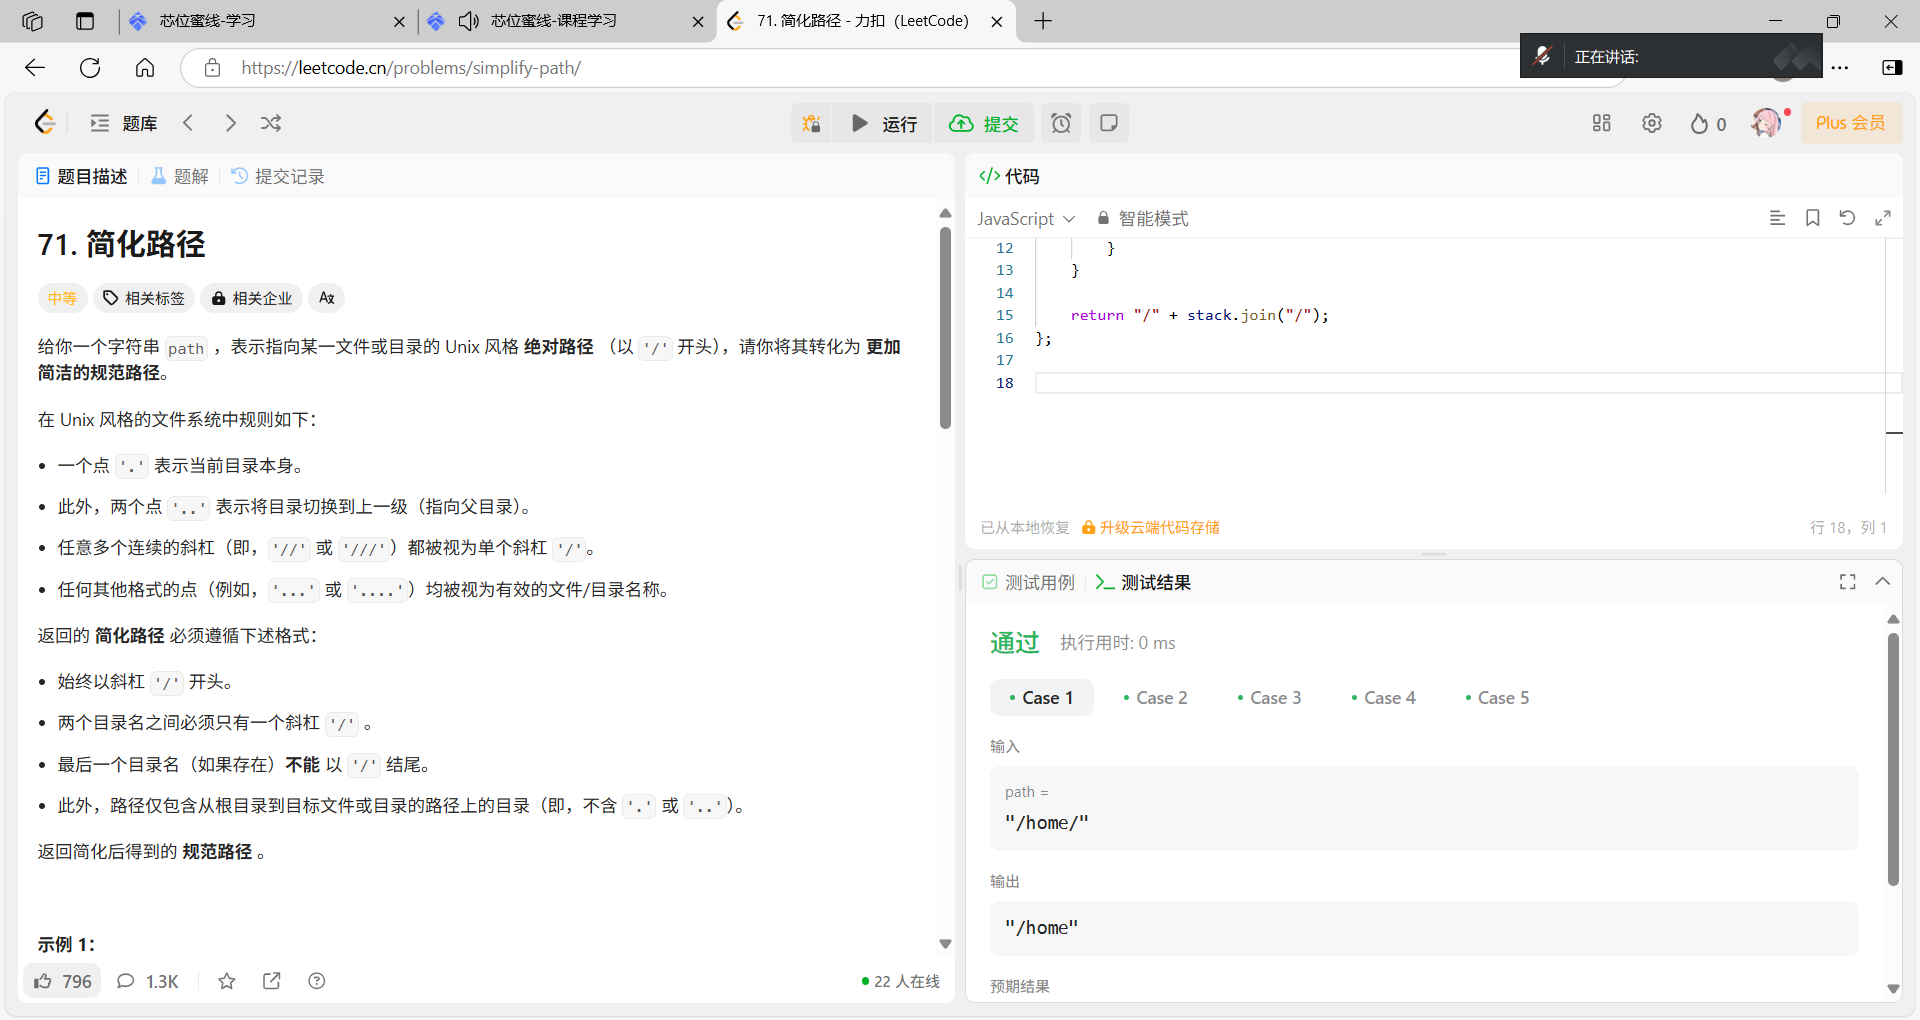 芯位蜜线-学习
芯位蜜线-课程学习
71. 简化路径 - 力扣（LeetCode）
https://leetcode.cn/problems/simplify-path/
正在讲话:
题库
运行
提交
0
Plus 会员
题目描述
题解
提交记录
71. 简化路径
中等
相关标签
相关企业
给你一个字符串 path ，表示指向某一文件或目录的 Unix 风格 绝对路径 （以 '/' 开头），请你将其转化为 更加
简洁的规范路径。
在 Unix 风格的文件系统中规则如下：
• 一个点 '.' 表示当前目录本身。
• 此外，两个点 '..' 表示将目录切换到上一级（指向父目录）。
• 任意多个连续的斜杠（即，'//' 或 '///'）都被视为单个斜杠 '/'。
• 任何其他格式的点（例如，'...' 或 '....'）均被视为有效的文件/目录名称。
返回的 简化路径 必须遵循下述格式：
• 始终以斜杠 '/' 开头。
• 两个目录名之间必须只有一个斜杠 '/' 。
• 最后一个目录名（如果存在）不能 以 '/' 结尾。
• 此外，路径仅包含从根目录到目标文件或目录的路径上的目录（即，不含 '.' 或 '..'）。
返回简化后得到的 规范路径 。
示例 1：
796
1.3K
22 人在线
代码
JavaScript
智能模式
12 }
13 }
14
15 return "/" + stack.join("/");
16 };
17
18
已从本地恢复
升级云端代码存储
行 18，列 1
测试用例
测试结果
通过
执行用时: 0 ms
• Case 1
• Case 2
• Case 3
• Case 4
• Case 5
输入
path =
"/home/"
输出
"/home"
预期结果